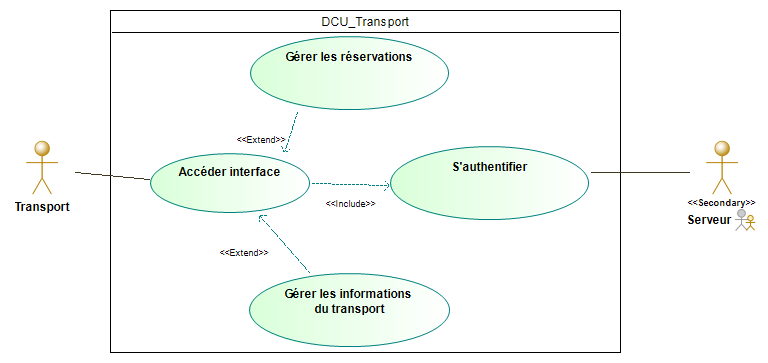 DCU_Transport
Gérer les réservations
<<Extend>>
Accéder interface
S'authentifier
<<Include>>
Transport
<<Secondary>>
Serveur
<<Extend>>
Gérer les informations
du transport